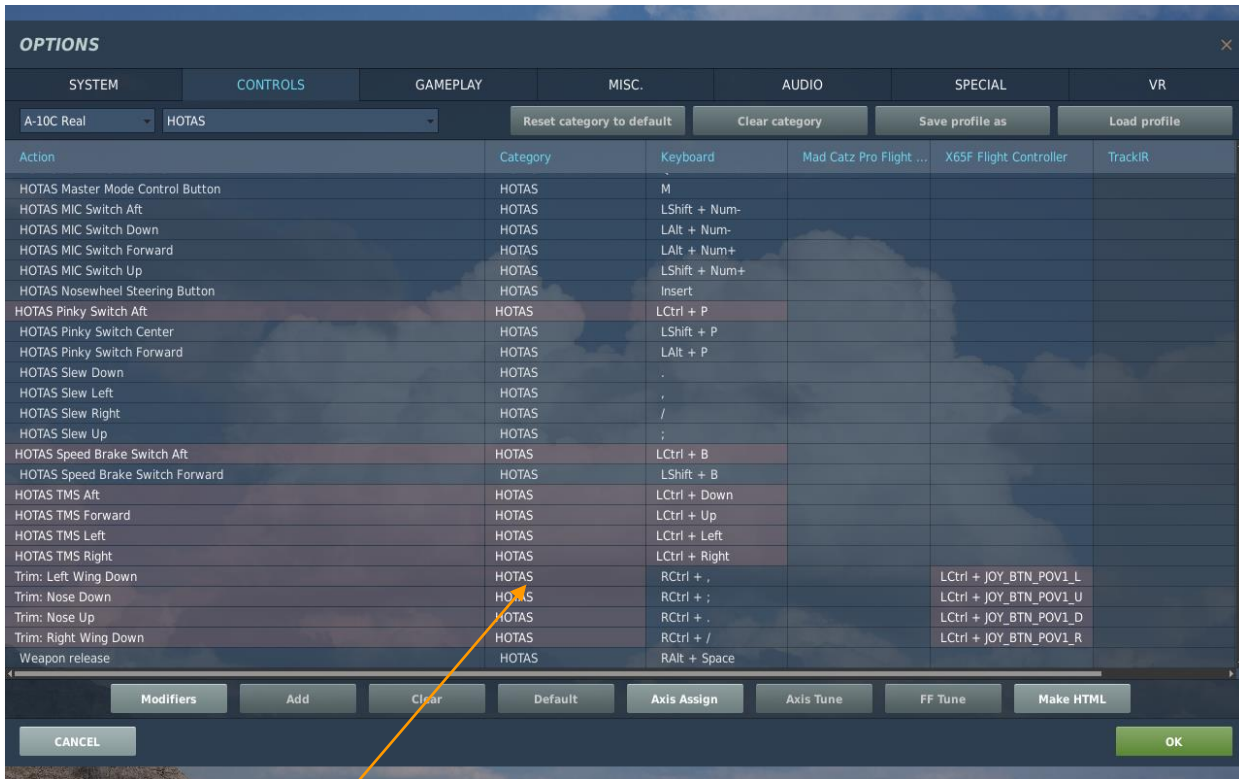 OPTIONS ×
SYSTEM CONTROLS GAMEPLAY MISC. AUDIO SPECIAL VR
A-10C Real HOTAS Reset category to default Clear category Save profile as Load profile
Action Category Keyboard Mad Catz Pro Flight ... X65F Flight Controller TrackIR
HOTAS Master Mode Control Button HOTAS M
HOTAS MIC Switch Aft HOTAS LShift + Num-
HOTAS MIC Switch Down HOTAS LAlt + Num-
HOTAS MIC Switch Forward HOTAS LAlt + Num+
HOTAS MIC Switch Up HOTAS LShift + Num+
HOTAS Nosewheel Steering Button HOTAS Insert
HOTAS Pinky Switch Aft HOTAS LCtrl + P
HOTAS Pinky Switch Center HOTAS LShift + P
HOTAS Pinky Switch Forward HOTAS LAlt + P
HOTAS Slew Down HOTAS .
HOTAS Slew Left HOTAS ,
HOTAS Slew Right HOTAS /
HOTAS Slew Up HOTAS ;
HOTAS Speed Brake Switch Aft HOTAS LCtrl + B
HOTAS Speed Brake Switch Forward HOTAS LShift + B
HOTAS TMS Aft HOTAS LCtrl + Down
HOTAS TMS Forward HOTAS LCtrl + Up
HOTAS TMS Left HOTAS LCtrl + Left
HOTAS TMS Right HOTAS LCtrl + Right
Trim: Left Wing Down HOTAS RCtrl + , LCtrl + JOY_BTN_POV1_L
Trim: Nose Down HOTAS RCtrl + ; LCtrl + JOY_BTN_POV1_U
Trim: Nose Up HOTAS RCtrl + . LCtrl + JOY_BTN_POV1_D
Trim: Right Wing Down HOTAS RCtrl + / LCtrl + JOY_BTN_POV1_R
Weapon release HOTAS RAlt + Space
Modifiers Add Clear Default Axis Assign Axis Tune FF Tune Make HTML
CANCEL OK